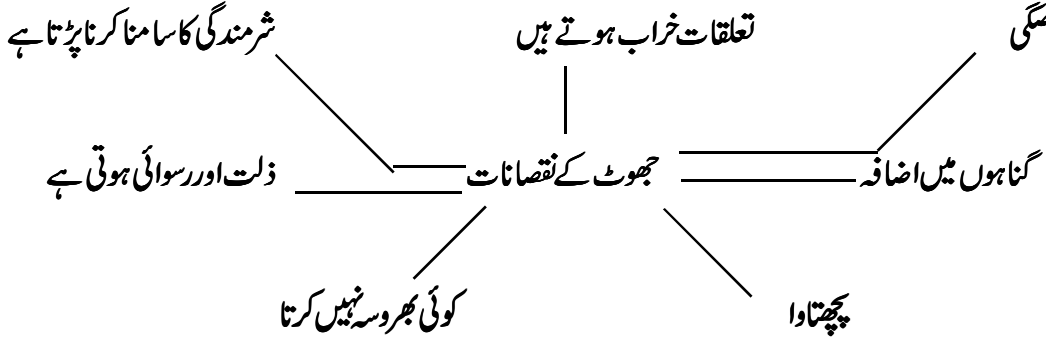 تعلقات خراب ہوتے ہیں
شرمندگی کا سامنا کرنا پڑتا ہے
گناہوں میں اضافہ
جھوٹ کے نقصانات
ذلت اور رسوائی ہوتی ہے
پچھتاوا
کوئی بھروسہ نہیں کرتا